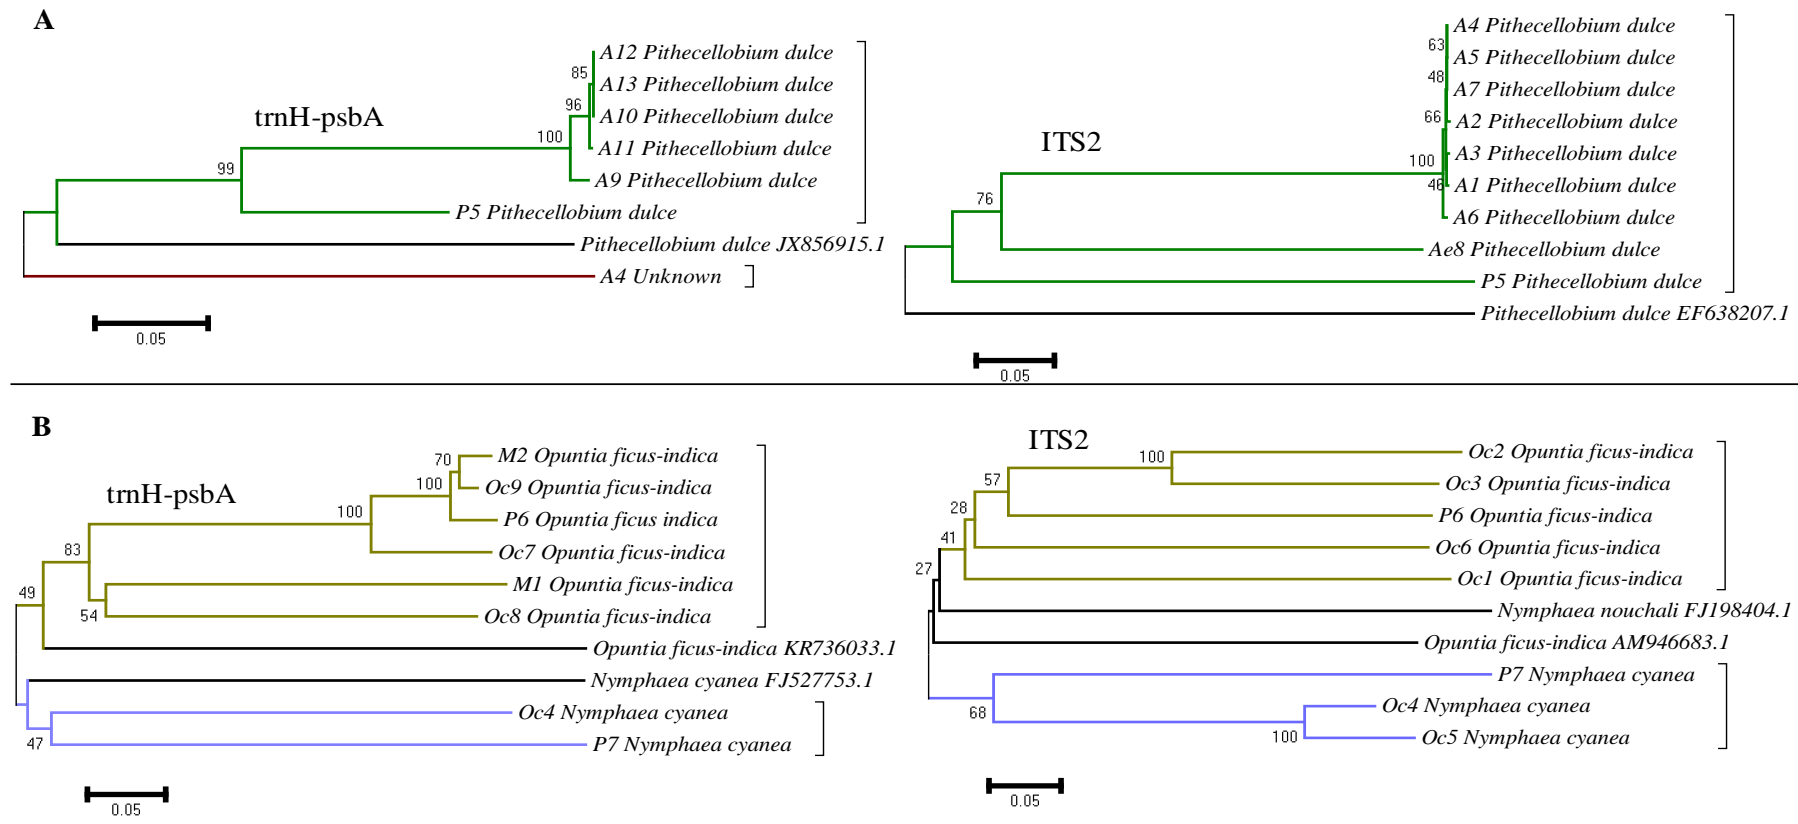 A
trnH-psbA
A12 Pithecellobium dulce
A13 Pithecellobium dulce
A10 Pithecellobium dulce
A11 Pithecellobium dulce
A9 Pithecellobium dulce
P5 Pithecellobium dulce
Pithecellobium dulce JX856915.1
A4 Unknown
85
96
100
99
0.05
ITS2
A4 Pithecellobium dulce
A5 Pithecellobium dulce
A7 Pithecellobium dulce
A2 Pithecellobium dulce
A3 Pithecellobium dulce
A1 Pithecellobium dulce
A6 Pithecellobium dulce
Ae8 Pithecellobium dulce
P5 Pithecellobium dulce
Pithecellobium dulce EF638207.1
63
48
66
100
46
76
0.05
B
trnH-psbA
M2 Opuntia ficus-indica
Oc9 Opuntia ficus-indica
P6 Opuntia ficus indica
Oc7 Opuntia ficus-indica
M1 Opuntia ficus-indica
Oc8 Opuntia ficus-indica
Opuntia ficus-indica KR736033.1
Nymphaea cyanea FJ527753.1
Oc4 Nymphaea cyanea
P7 Nymphaea cyanea
70
100
100
83
49
54
47
0.05
ITS2
Oc2 Opuntia ficus-indica
Oc3 Opuntia ficus-indica
P6 Opuntia ficus-indica
Oc6 Opuntia ficus-indica
Oc1 Opuntia ficus-indica
Nymphaea nouchali FJ198404.1
Opuntia ficus-indica AM946683.1
P7 Nymphaea cyanea
Oc4 Nymphaea cyanea
Oc5 Nymphaea cyanea
100
57
28
41
27
68
100
0.05